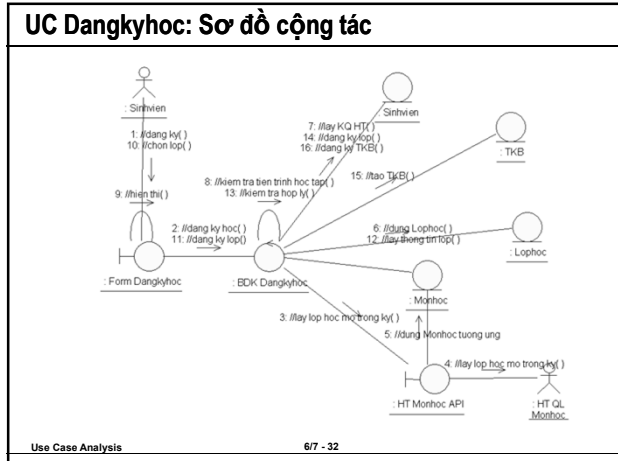 UC Dangkyhoc: Sơ đồ cộng tác
: Sinhvien
1: //dang ky( )
10: //chon lop( )
9: //hien thi( )
7: //lay KQ HT( )
14: //dang ky lop( )
16: //dang ky TKB( )
: Sinhvien
: TKB
15: //tao TKB( )
8: //kiem tra tien trinh hoc tap( )
13: //kiem tra hop ly( )
2: //dang ky hoc( )
11: //dang ky lop()
6: //dung Lophoc( )
12: //lay thong tin lop( )
: Lophoc
: Form Dangkyhoc
: BDK Dangkyhoc
: Monhoc
3: //lay lop hoc mo trong ky( )
5: //dung Monhoc tuong ung
4: //lay lop hoc mo trong ky( )
: HT Monhoc API
: HT QL
Monhoc
Use Case Analysis
6/7 - 32